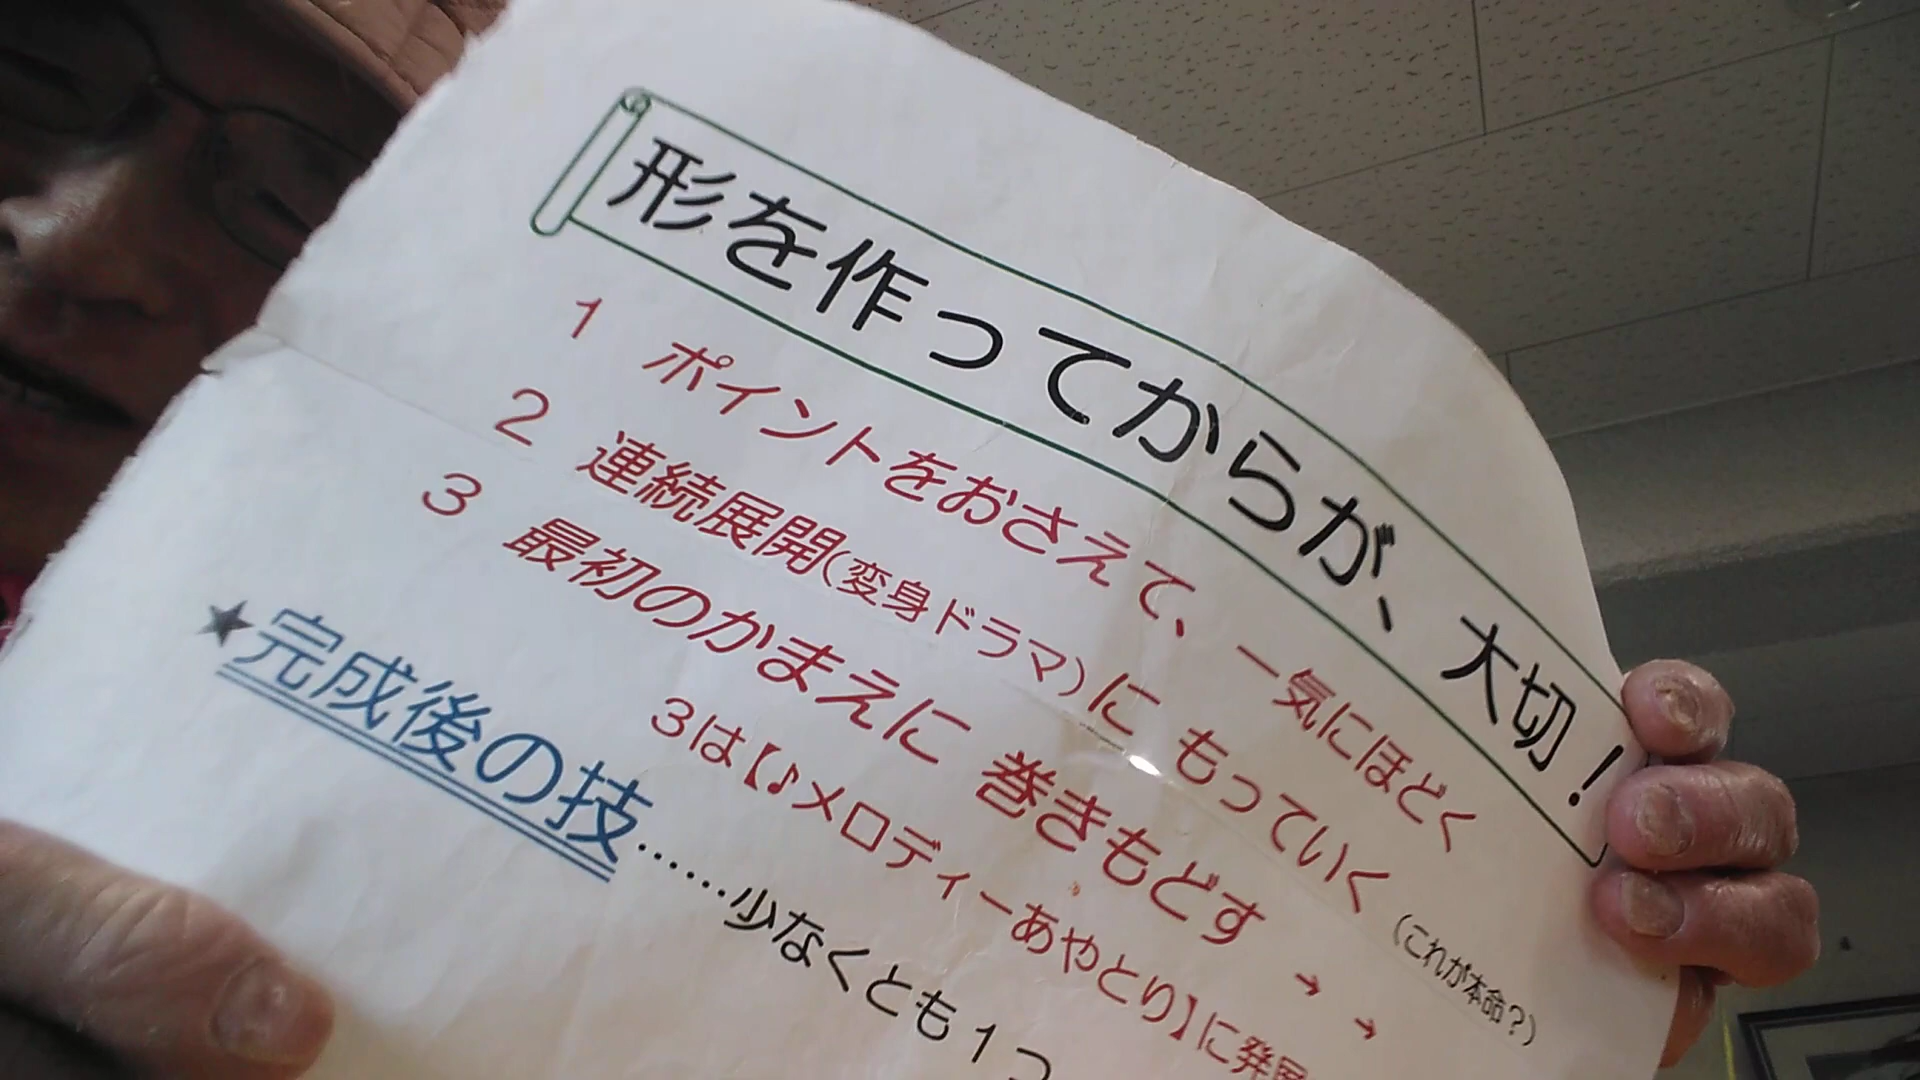 形を作ってからが、大切！
1 ポイントをおさえて、一気にほどく
2 連続展開(変身ドラマ)に もっていく
(これが本命?)
3 最初のかまえに 巻きもどす → →
3は【♪メロディーあやとり】に発展
★完成後の技……少なくとも1つ